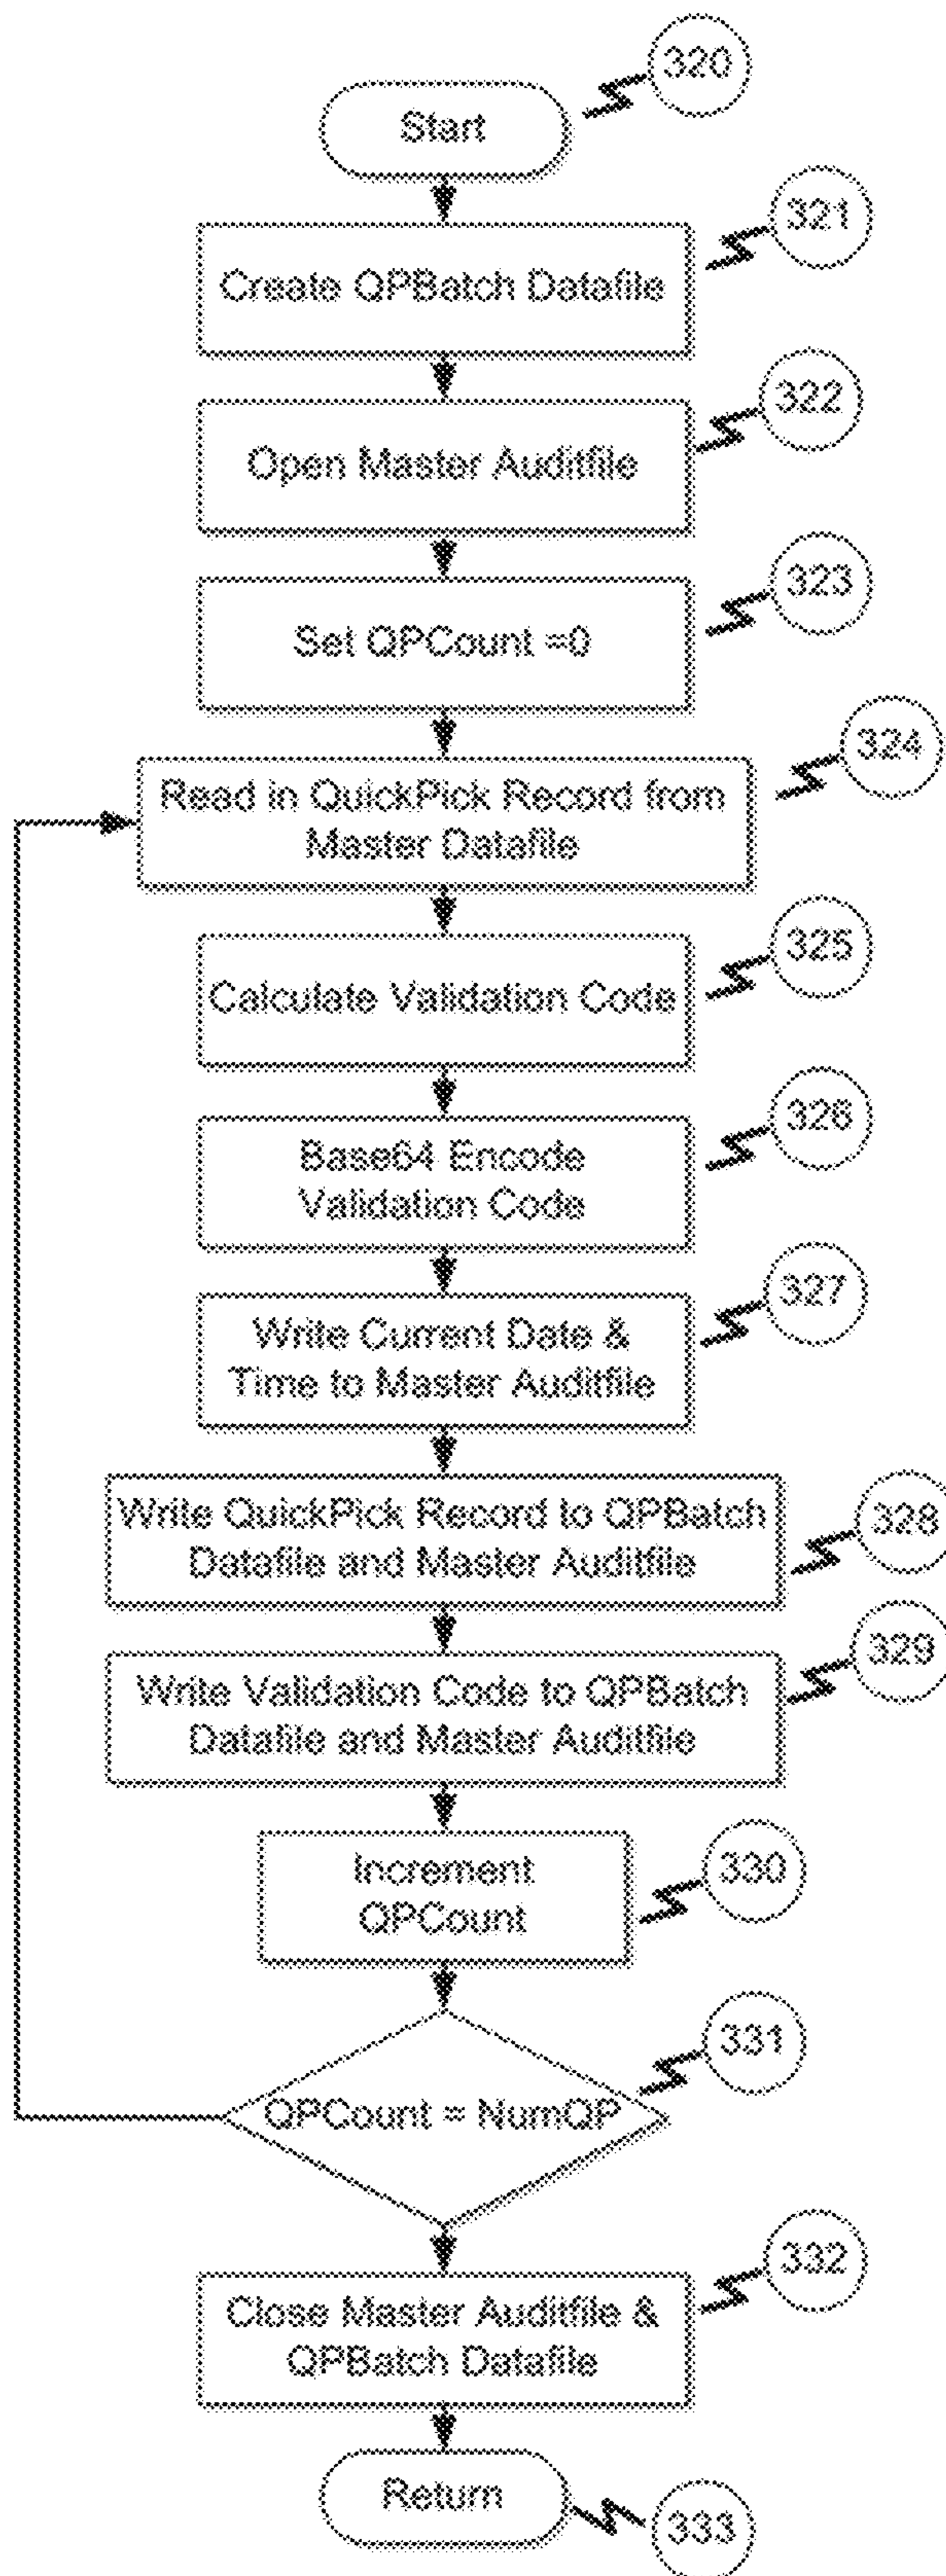 320
Start
321
Create QPBatch Datafile
322
Open Master Auditfile
323
Set QPCount =0
324
Read in QuickPick Record from
Master Datafile
325
Calculate Validation Code
326
Base64 Encode
Validation Code
327
Write Current Date &
Time to Master Auditfile
328
Write QuickPick Record to QPBatch
Datafile and Master Auditfile
329
Write Validation Code to QPBatch
Datafile and Master Auditfile
330
Increment
QPCount
331
QPCount = NumQP
332
Close Master Auditfile &
QPBatch Datafile
Return
333